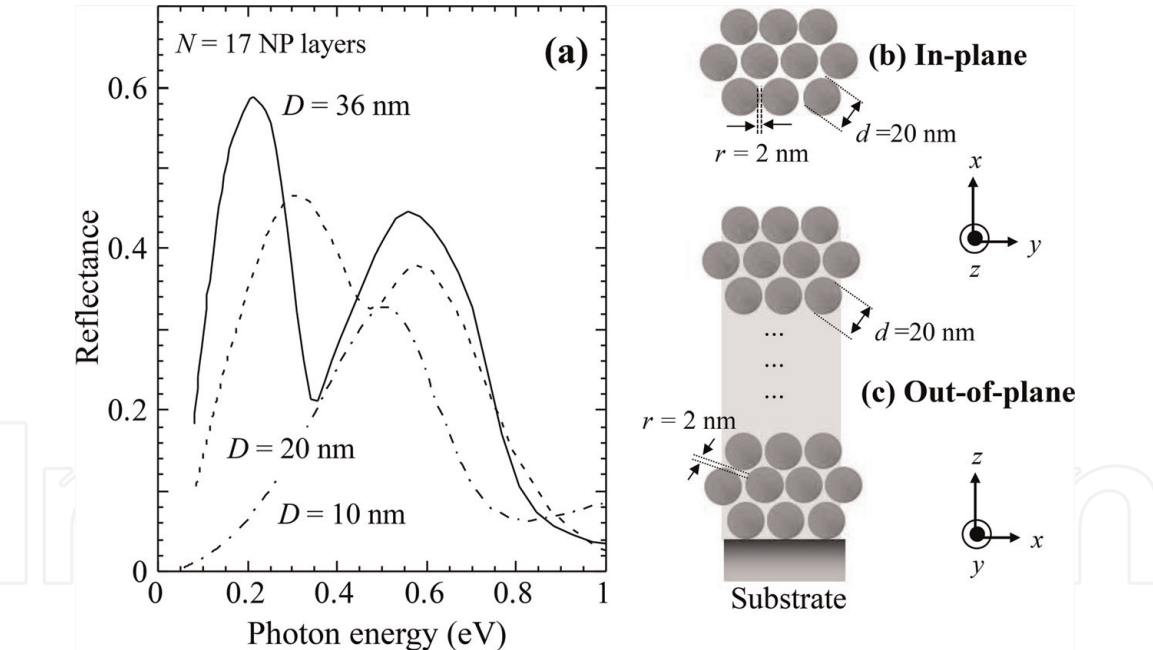 N = 17 NP layers
(a)
D = 36 nm
D = 20 nm
D = 10 nm
Reflectance
0.6
0.4
0.2
0
0 0.2 0.4 0.6 0.8 1
Photon energy (eV)
(b) In-plane
d =20 nm
r = 2 nm
x
y
z
d =20 nm
...
...
...
(c) Out-of-plane
r = 2 nm
z
x
y
Substrate